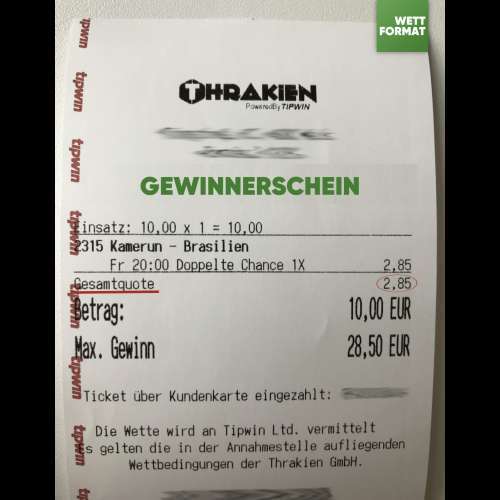 WETT
FORMAT
THRAKIEN
Powered By TIPWIN
GEWINNERSCHEIN
Einsatz: 10,00 x 1 = 10,00
2315 Kamerun - Brasilien
Fr 20:00 Doppelte Chance 1X 2,85
Gesamtquote 2,85
Betrag: 10,00 EUR
Max. Gewinn 28,50 EUR
Ticket über Kundenkarte eingezahlt:
Die Wette wird an Tipwin Ltd. vermittelt
Es gelten die in der Annahmestelle aufliegenden
Wettbedingungen der Thrakien GmbH.
tipwin
tipwin
tipwin
tipwin
tipwin
tipwin
tipwin
tipwin